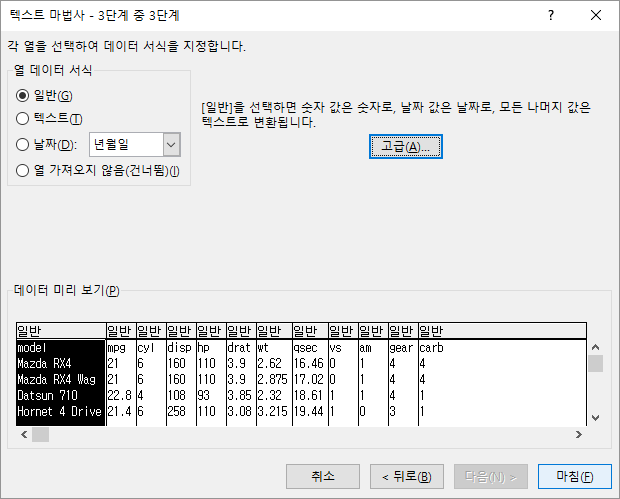 텍스트 마법사 - 3단계 중 3단계 ?
각 열을 선택하여 데이터 서식을 지정합니다.
열 데이터 서식
일반(G)
텍스트(T)
날짜(D): 년월일
열 가져오지 않음(건너뜀)(I)
[일반]을 선택하면 숫자 값은 숫자로, 날짜 값은 날짜로, 모든 나머지 값은
텍스트로 변환됩니다.
고급(A)...
데이터 미리 보기(P)
일반 일반 일반 일반 일반 일반 일반 일반 일반 일반 일반 일반
model mpg cyl disp hp drat wt qsec vs am gear carb
Mazda RX4 21 6 160 110 3.9 2.62 16.46 0 1 4 4
Mazda RX4 Wag 21 6 160 110 3.9 2.875 17.02 0 1 4 4
Datsun 710 22.8 4 108 93 3.85 2.32 18.61 1 1 4 1
Hornet 4 Drive 21.4 6 258 110 3.08 3.215 19.44 1 0 3 1
취소 < 뒤로(B) 다음(N) > 마침(F)